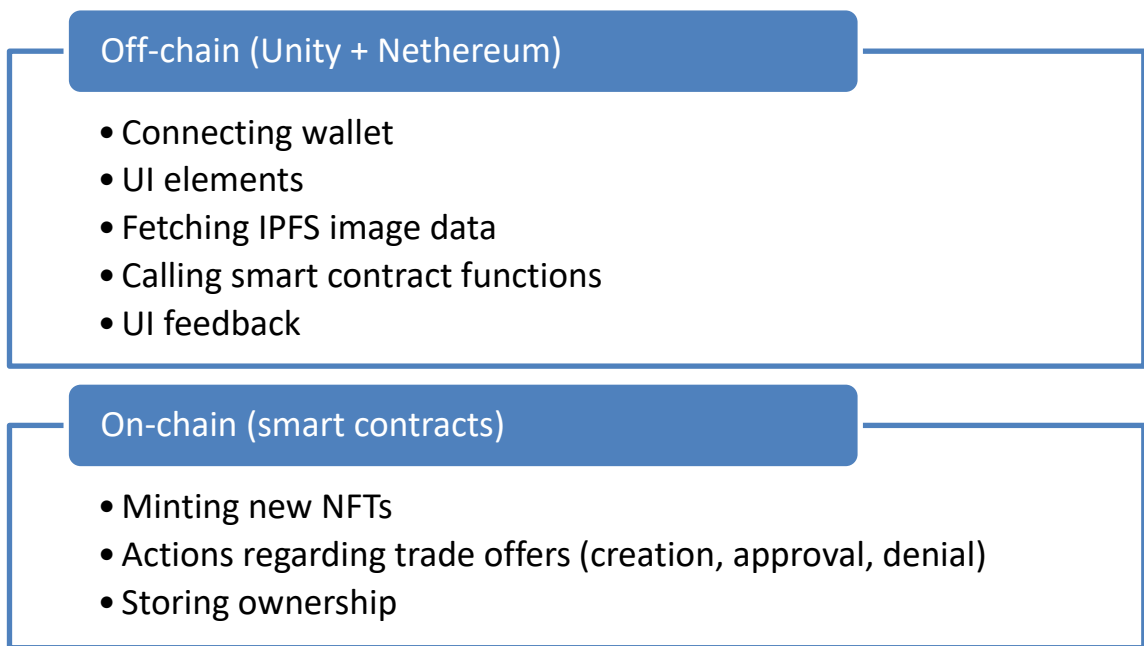 Off-chain (Unity + Nethereum)
• Connecting wallet
• UI elements
• Fetching IPFS image data
• Calling smart contract functions
• UI feedback
On-chain (smart contracts)
• Minting new NFTs
• Actions regarding trade offers (creation, approval, denial)
• Storing ownership